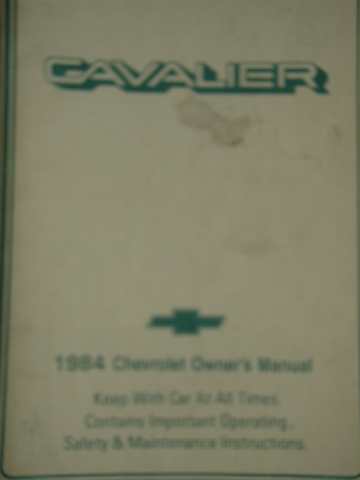 CAVALIER
1984 Chevrolet Owner's Manual
Keep With Car At All Times.
Contains Important Operating,
Safety & Maintenance Instructions.